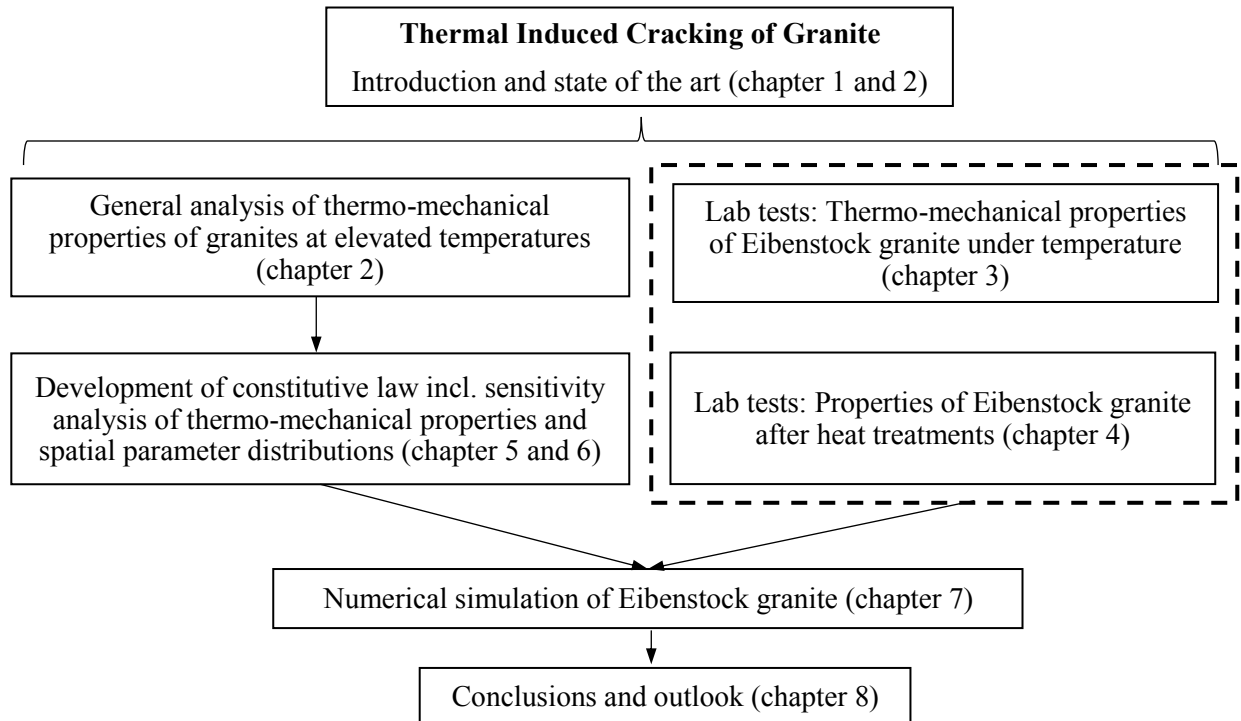 Thermal Induced Cracking of Granite
Introduction and state of the art (chapter 1 and 2)
General analysis of thermo-mechanical
properties of granites at elevated temperatures
(chapter 2)
Lab tests: Thermo-mechanical properties
of Eibenstock granite under temperature
(chapter 3)
Development of constitutive law incl. sensitivity
analysis of thermo-mechanical properties and
spatial parameter distributions (chapter 5 and 6)
Lab tests: Properties of Eibenstock granite
after heat treatments (chapter 4)
Numerical simulation of Eibenstock granite (chapter 7)
Conclusions and outlook (chapter 8)